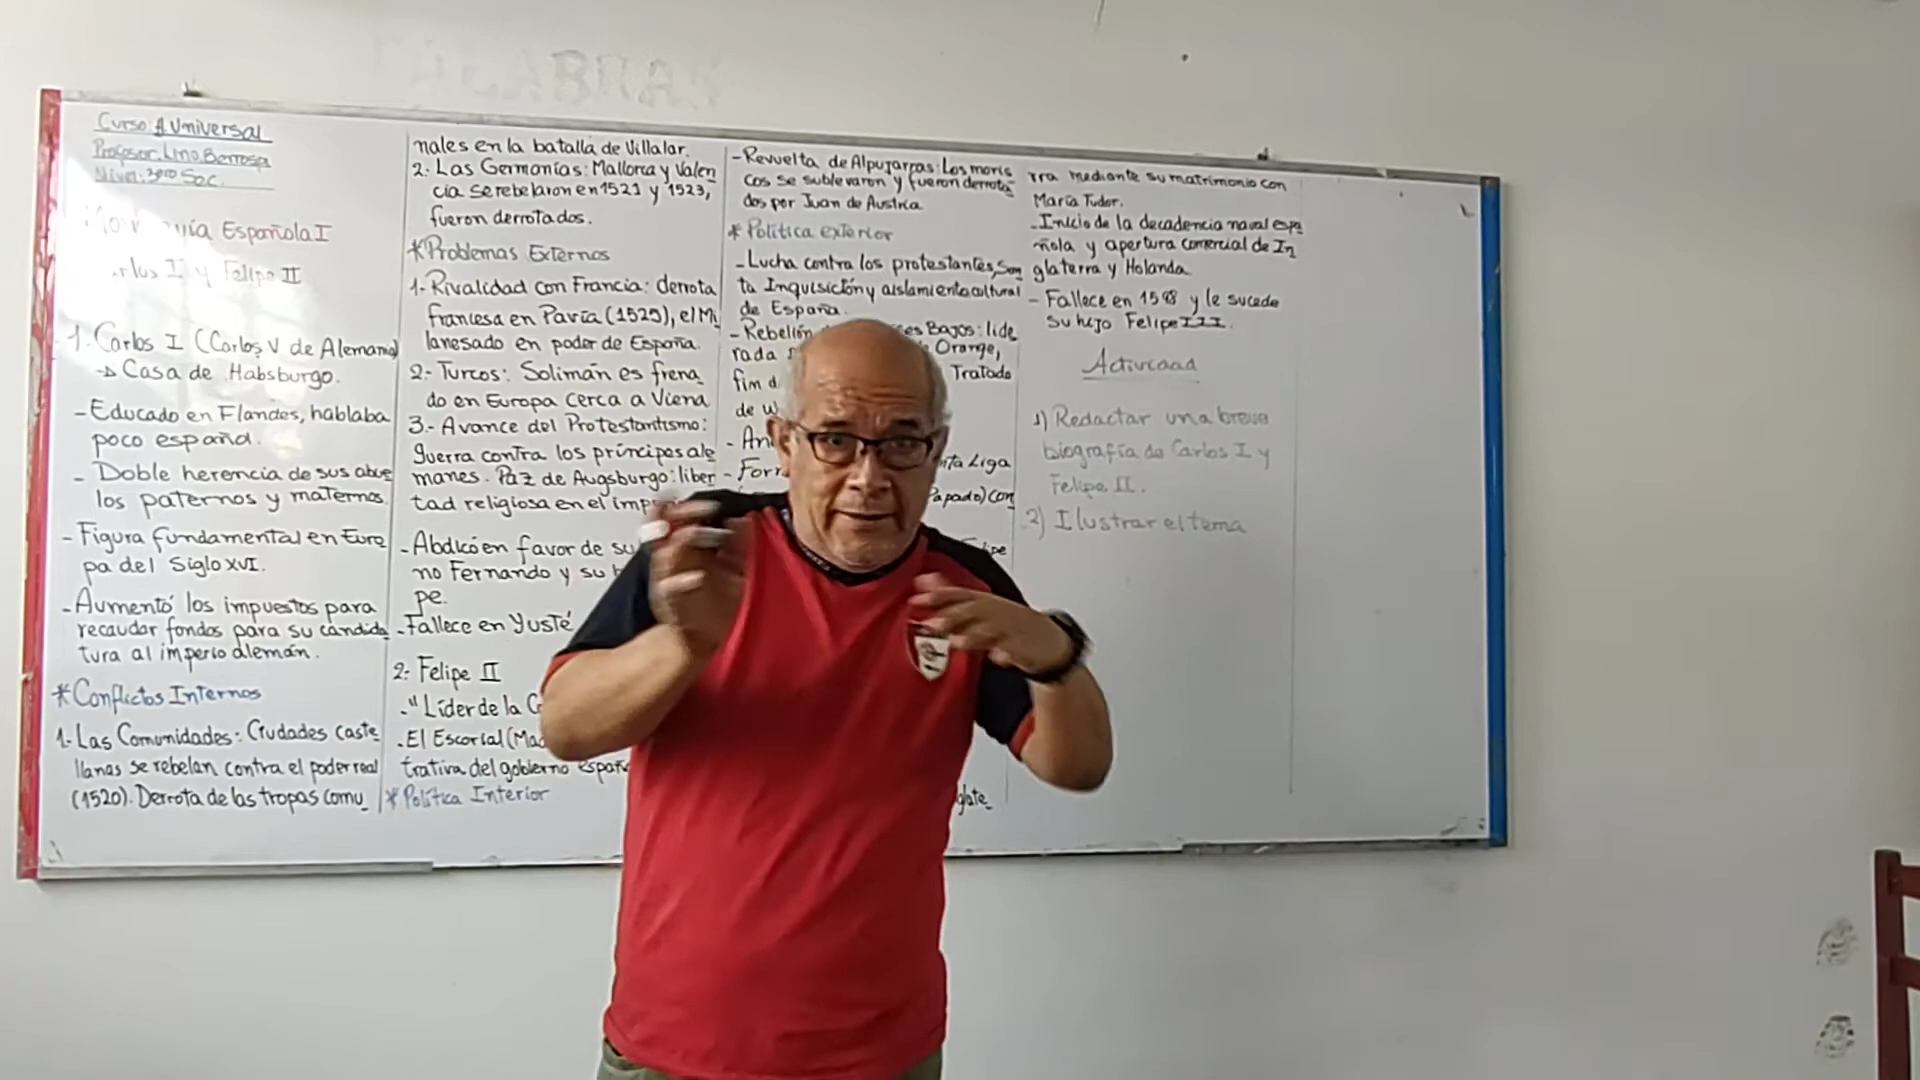 Curso: H Universal
Profesor: Lino Berrospi
Nivel: 3ro Sec.
Española I
y Felipe II
1. Carlos I (Carlos V de Alemania)
→ Casa de Habsburgo.
- Educado en Flandes, hablaba
poco español.
- Doble herencia de sus abue
los paternos y maternos.
- Figura fundamental en Euro
pa del Siglo XVI.
- Aumentó los impuestos para
recaudar fondos para su candida
tura al imperio alemán.
* Conflictos Internos
1. Las Comunidades: Ciudades caste
llanas se rebelan contra el poder real
(1520). Derrota de las tropas comu
nales en la batalla de Villalar.
2. Las Germanías: Mallorca y Valen
cia se rebelaron en 1521 y 1523,
fueron derrotados.
* Problemas Externos
1- Rivalidad con Francia: derrota
francesa en Pavía (1525), el Mi
lanesado en poder de España.
2- Turcos: Solimán es frena
do en Europa cerca a Viena
3.- Avance del Protestantismo:
guerra contra los príncipes ale
manes. Paz de Augsburgo: liber
tad religiosa en el
- Abdicó en favor de su
no Fernando y su
pe.
- Fallece en Yusté
2- Felipe II
- "Líder de la
- El Escorial
trativa del gobierno
* Política Interior
- Revuelta de Alpujarras: Los moris
cos se sublevaron y fueron derrota
dos por Juan de Austria
* Política exterior
- Lucha contra los protestantes, San
ta Inquisición y aislamiento cultural
de España.
- Rebelión Bajos: lide
rada Orange,
fin Tratado
de
-
- Liga
Papado) con
rra mediante su matrimonio con
María Tudor.
- Inicio de la decadencia naval espa
ñola y apertura comercial de In
glaterra y Holanda
- Fallece en 1598 y le sucede
su hijo Felipe III.
Actividad
1) Redactar una breve
biografía de Carlos I y
Felipe II.
2) Ilustrar el tema